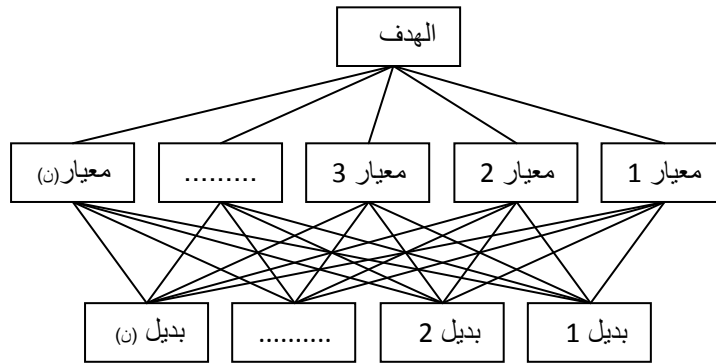 الهدف
معيار 1
معيار 2
معيار 3
.........
معيار(ن)
بديل 1
بديل 2
..........
بديل (ن)